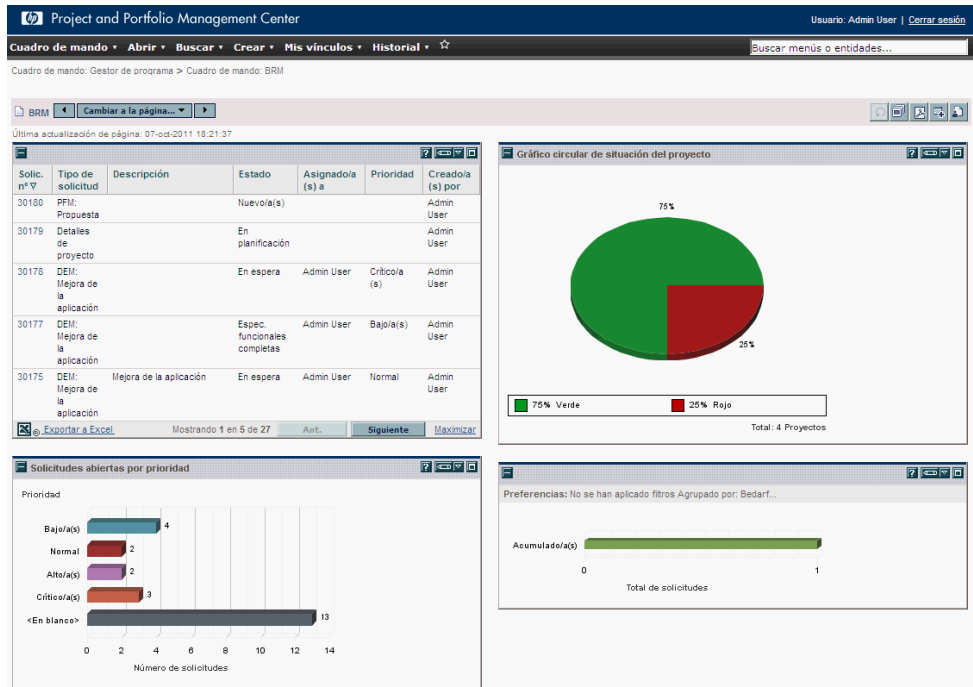 hp Project and Portfolio Management Center
Usuario: Admin User | Cerrar sesión
Cuadro de mando Abrir Buscar Crear Mis vínculos Historial
Buscar menús o entidades...
Cuadro de mando: Gestor de programa > Cuadro de mando: BRM
BRM Cambiar a la página...
Última actualización de página: 07-oct-2011 18:21:37
Solic. nº Tipo de solicitud Descripción Estado Asignado/a (s) a Prioridad Creado/a (s) por
30180 PFM: Propuesta Nuevo/a(s) Admin User
30179 Detalles de proyecto En planificación Admin User
30178 DEM: Mejora de la aplicación En espera Admin User Crítico/a (s) Admin User
30177 DEM: Mejora de la aplicación Espec. funcionales completas Admin User Bajo/a(s) Admin User
30175 DEM: Mejora de la aplicación Mejora de la aplicación En espera Admin User Normal Admin User
Exportar a Excel Mostrando 1 en 5 de 27 Ant. Siguiente Maximizar
Gráfico circular de situación del proyecto
?
75%
25%
75% Verde 25% Rojo
Total: 4 Proyectos
Solicitudes abiertas por prioridad
?
Prioridad
Bajo/a(s) 4
Normal 2
Alto/a(s) 2
Crítico/a(s) 3
<En blanco> 13
0 2 4 6 8 10 12 14
Número de solicitudes
?
Preferencias: No se han aplicado filtros Agrupado por: Bedarf...
Acumulado/a(s)
0 1
Total de solicitudes